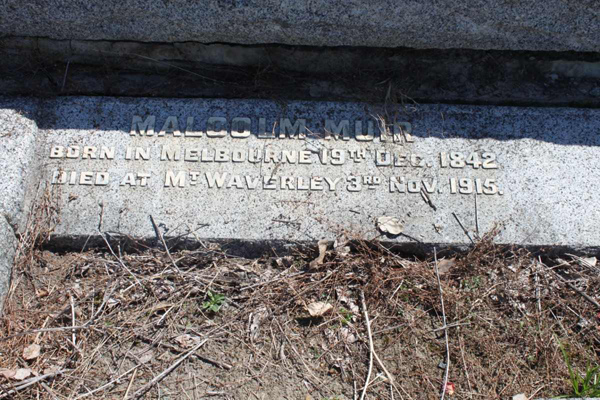 MALCOLM MUIR
BORN IN MELBOURNE 19TH DEC. 1842
DIED AT MT WAVERLEY 3RD NOV. 1915.